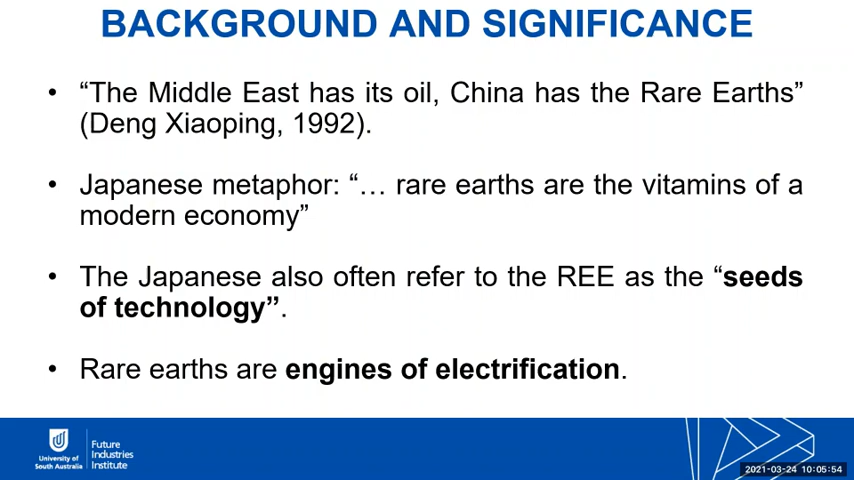 BACKGROUND AND SIGNIFICANCE
• “The Middle East has its oil, China has the Rare Earths”
(Deng Xiaoping, 1992).
• Japanese metaphor: “… rare earths are the vitamins of a
modern economy”
• The Japanese also often refer to the REE as the “seeds
of technology”.
• Rare earths are engines of electrification.
University of
South Australia
Future
Industries
Institute
2021-03-24 10:05:54